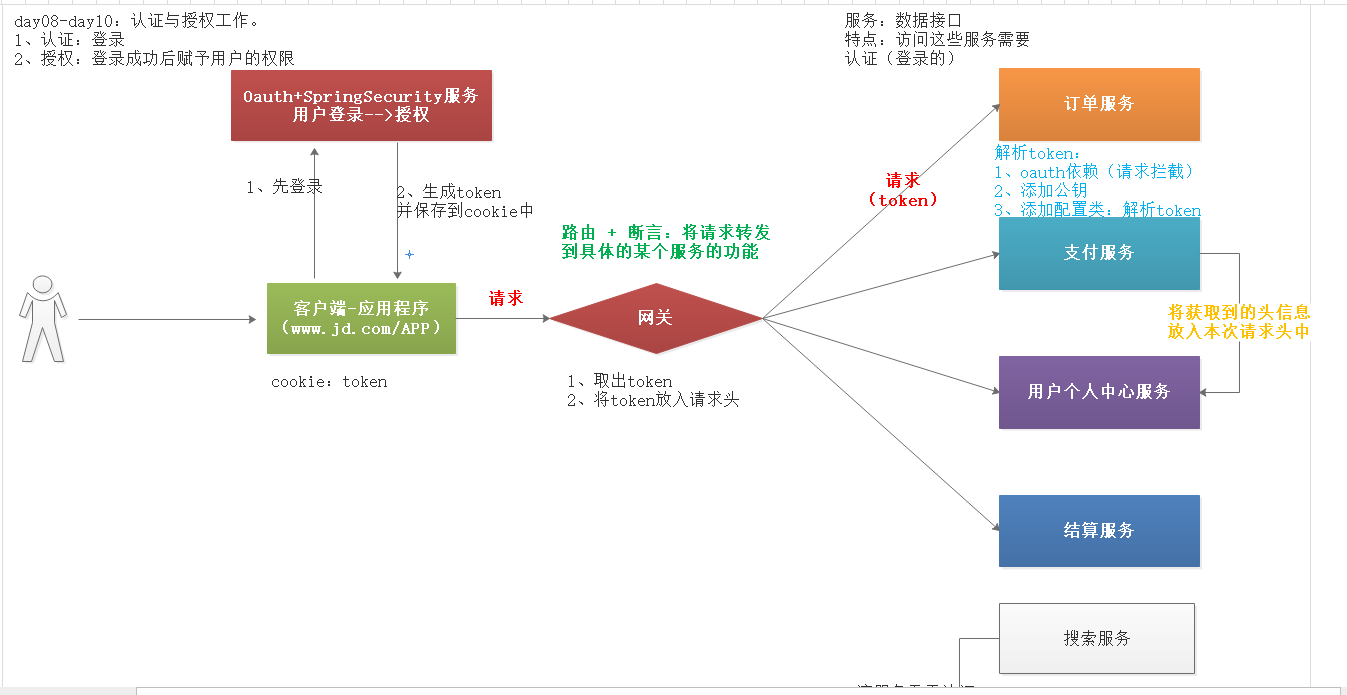 day08-day10：认证与授权工作。
1、认证：登录
2、授权：登录成功后赋予用户的权限
服务：数据接口
特点：访问这些服务需要
认证（登录的）
Oauth+SpringSecurity服务
用户登录-->授权
订单服务
解析token：
1、oauth依赖（请求拦截）
2、添加公钥
3、添加配置类：解析token
1、先登录
2、生成token
并保存到cookie中
请求
（token）
路由 + 断言：将请求转发
到具体的某个服务的功能
支付服务
客户端-应用程序
（www.jd.com/APP）
请求
网关
将获取到的头信息
放入本次请求头中
cookie：token
1、取出token
2、将token放入请求头
用户个人中心服务
结算服务
搜索服务